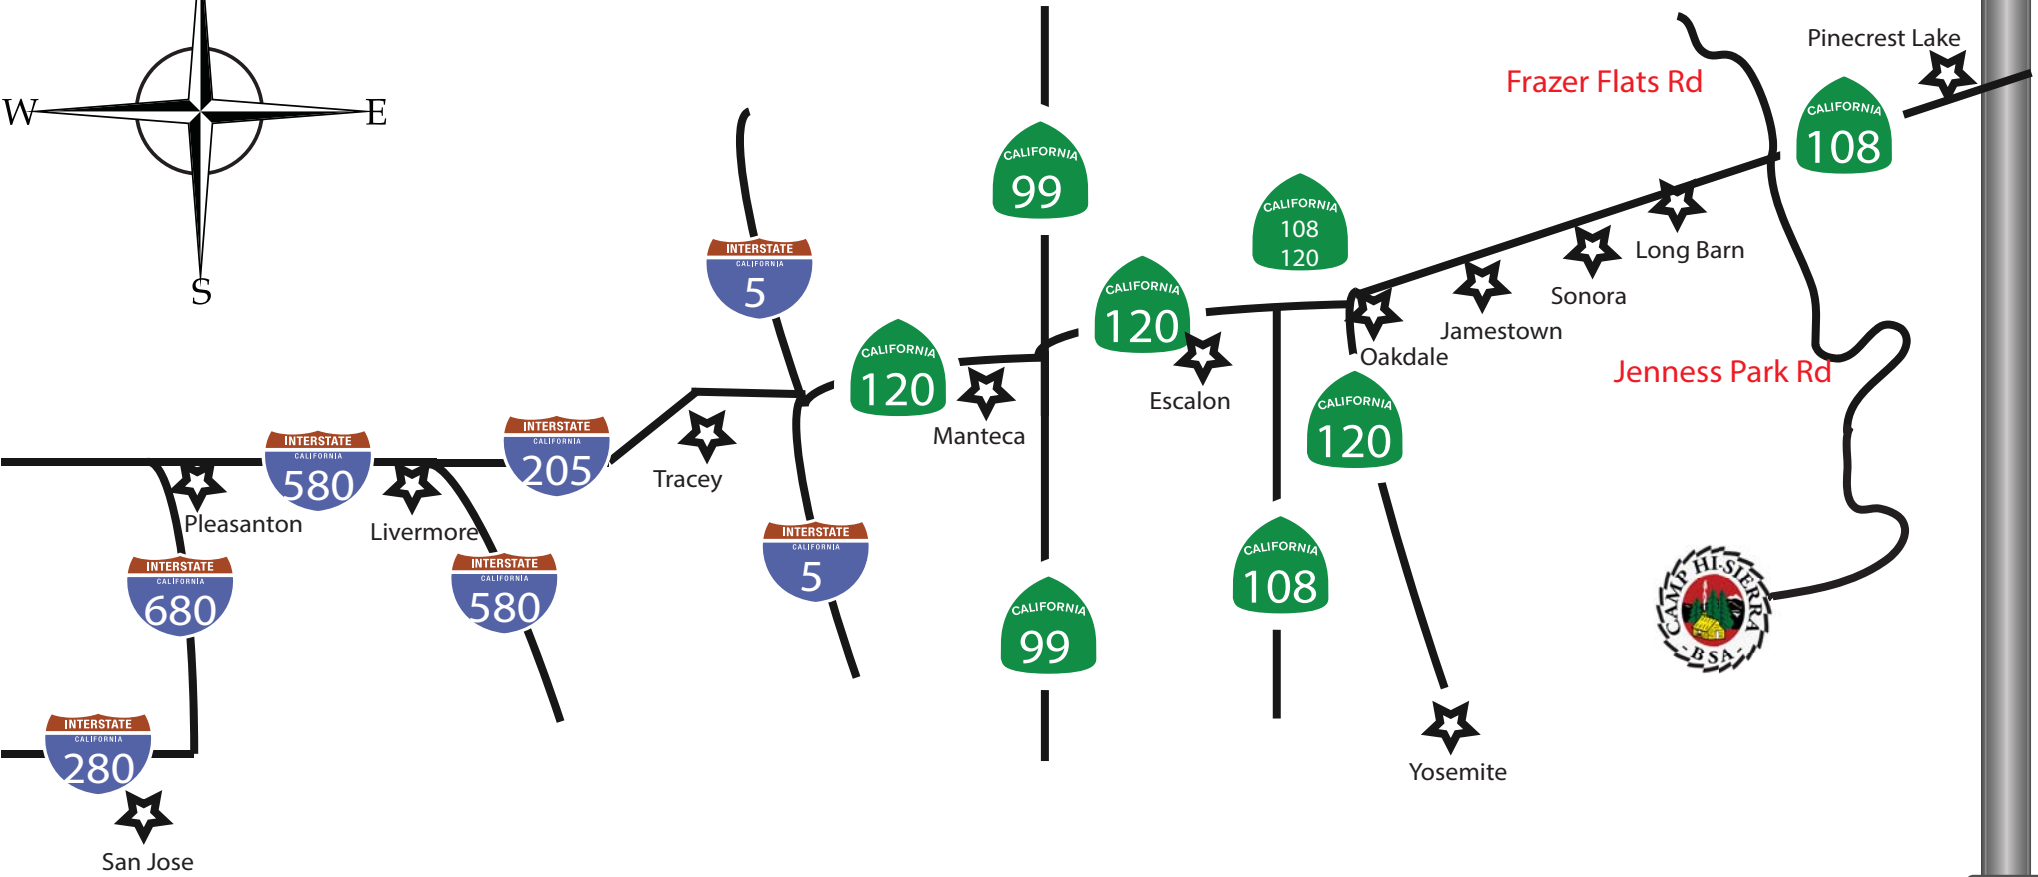 W
E
S
Pinecrest Lake
Frazer Flats Rd
CALIFORNIA
108
CALIFORNIA
99
CALIFORNIA
108
120
Long Barn
Sonora
INTERSTATE
CALIFORNIA
5
CALIFORNIA
120
Jamestown
Oakdale
CALIFORNIA
120
Escalon
Jenness Park Rd
Manteca
CALIFORNIA
120
INTERSTATE
CALIFORNIA
580
INTERSTATE
CALIFORNIA
205
Tracey
Pleasanton
Livermore
INTERSTATE
CALIFORNIA
5
CALIFORNIA
108
INTERSTATE
CALIFORNIA
680
INTERSTATE
CALIFORNIA
580
CALIFORNIA
99
CAMP HI-SIERRA
- BSA -
INTERSTATE
CALIFORNIA
280
Yosemite
San Jose